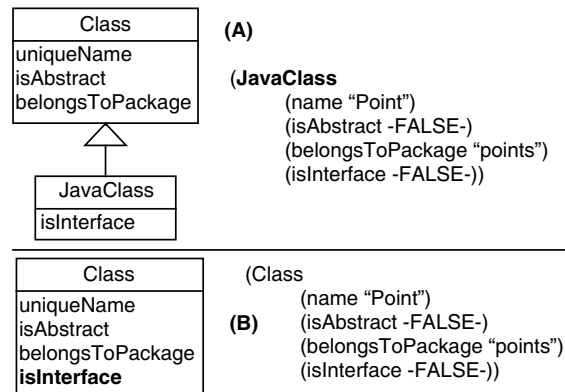 Class
uniqueName
isAbstract
belongsToPackage
JavaClass
isInterface
(A)
(JavaClass
(name “Point”)
(isAbstract -FALSE-)
(belongsToPackage “points”)
(isInterface -FALSE-))
Class
uniqueName
isAbstract
belongsToPackage
isInterface
(B)
(Class
(name “Point”)
(isAbstract -FALSE-)
(belongsToPackage “points”)
(isInterface -FALSE-))